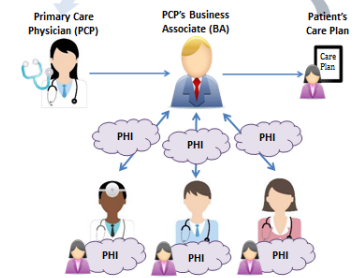 Primary Care
Physician (PCP)
PCP's Business
Associate (BA)
Patient's
Care Plan
Care
Plan
PHI
PHI
PHI
PHI
PHI
PHI